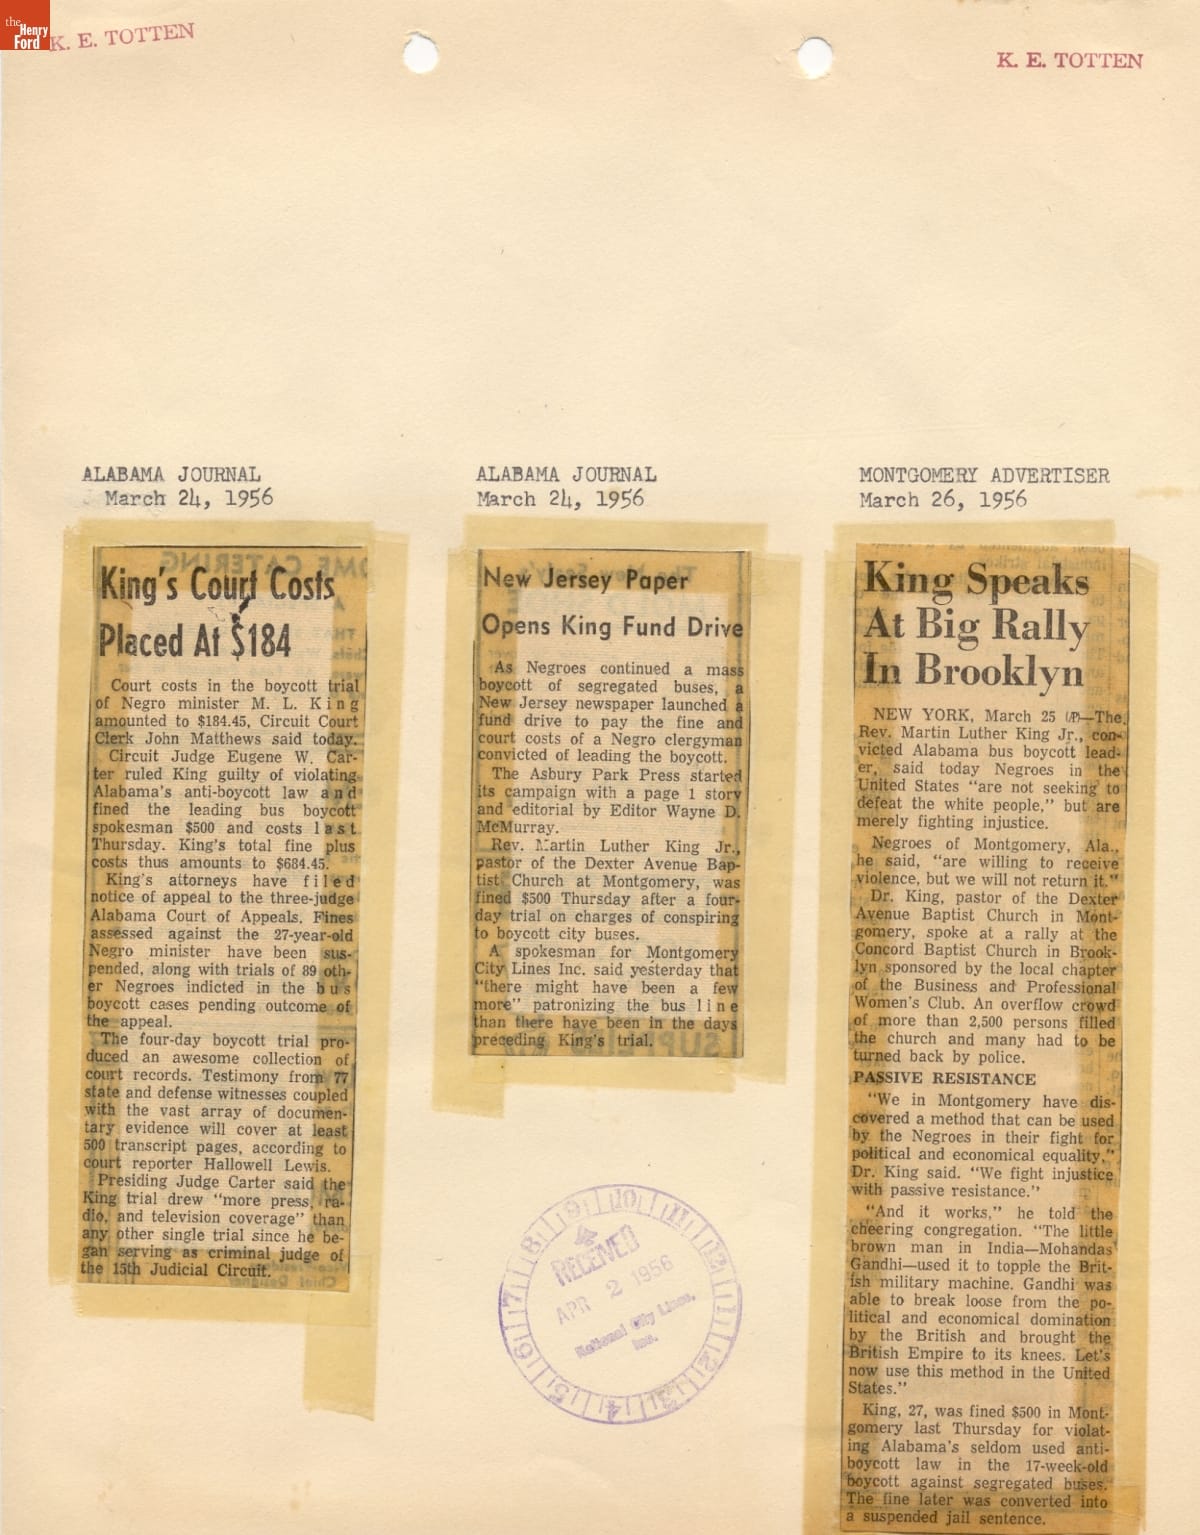 the
Henry
Ford
K. E. TOTTEN
K. E. TOTTEN
ALABAMA JOURNAL
March 24, 1956
King's Court Costs
Placed At $184
Court costs in the boycott trial
of Negro minister M. L. King
amounted to $184.45, Circuit Court
Clerk John Matthews said today.
Circuit Judge Eugene W. Car-
ter ruled King guilty of violating
Alabama's anti-boycott law and
fined the leading bus boycott
spokesman $500 and costs last
Thursday. King's total fine plus
costs thus amounts to $684.45.
King's attorneys have filed
notice of appeal to the three-judge
Alabama Court of Appeals. Fines
assessed against the 27-year-old
Negro minister have been sus-
pended, along with trials of 89 oth-
er Negroes indicted in the bus
boycott cases pending outcome of
the appeal.
The four-day boycott trial pro-
duced an awesome collection of
court records. Testimony from 77
state and defense witnesses coupled
with the vast array of documen-
tary evidence will cover at least
500 transcript pages, according to
court reporter Hallowell Lewis.
Presiding Judge Carter said the
King trial drew "more press, ra-
dio, and television coverage" than
any other single trial since he be-
gan serving as criminal judge of
the 15th Judicial Circuit.
ALABAMA JOURNAL
March 24, 1956
New Jersey Paper
Opens King Fund Drive
As Negroes continued a mass
boycott of segregated buses, a
New Jersey newspaper launched a
fund drive to pay the fine and
court costs of a Negro clergyman
convicted of leading the boycott.
The Asbury Park Press started
its campaign with a page 1 story
and editorial by Editor Wayne D.
McMurray.
Rev. Martin Luther King Jr.,
pastor of the Dexter Avenue Bap-
tist Church at Montgomery, was
fined $500 Thursday after a four-
day trial on charges of conspiring
to boycott city buses.
A spokesman for Montgomery
City Lines Inc. said yesterday that
"there might have been a few
more" patronizing the bus line
than there have been in the days
preceding King's trial.
RECEIVED
APR 2 1956
National City Lines,
Inc.
MONTGOMERY ADVERTISER
March 26, 1956
King Speaks
At Big Rally
In Brooklyn
NEW YORK, March 25 (AP)—The
Rev. Martin Luther King Jr., con-
victed Alabama bus boycott lead-
er, said today Negroes in the
United States "are not seeking to
defeat the white people," but are
merely fighting injustice.
Negroes of Montgomery, Ala.,
he said, "are willing to receive
violence, but we will not return it."
Dr. King, pastor of the Dexter
Avenue Baptist Church in Mont-
gomery, spoke at a rally at the
Concord Baptist Church in Brook-
lyn sponsored by the local chapter
of the Business and Professional
Women's Club. An overflow crowd
of more than 2,500 persons filled
the church and many had to be
turned back by police.
PASSIVE RESISTANCE
"We in Montgomery have dis-
covered a method that can be used
by the Negroes in their fight for
political and economical equality,"
Dr. King said. "We fight injustice
with passive resistance."
"And it works," he told the
cheering congregation. "The little
brown man in India—Mohandas
Gandhi—used it to topple the Brit-
ish military machine. Gandhi was
able to break loose from the po-
litical and economical domination
by the British and brought the
British Empire to its knees. Let's
now use this method in the United
States."
King, 27, was fined $500 in Mont-
gomery last Thursday for violat-
ing Alabama's seldom used anti-
boycott law in the 17-week-old
boycott against segregated buses.
The fine later was converted into
a suspended jail sentence.